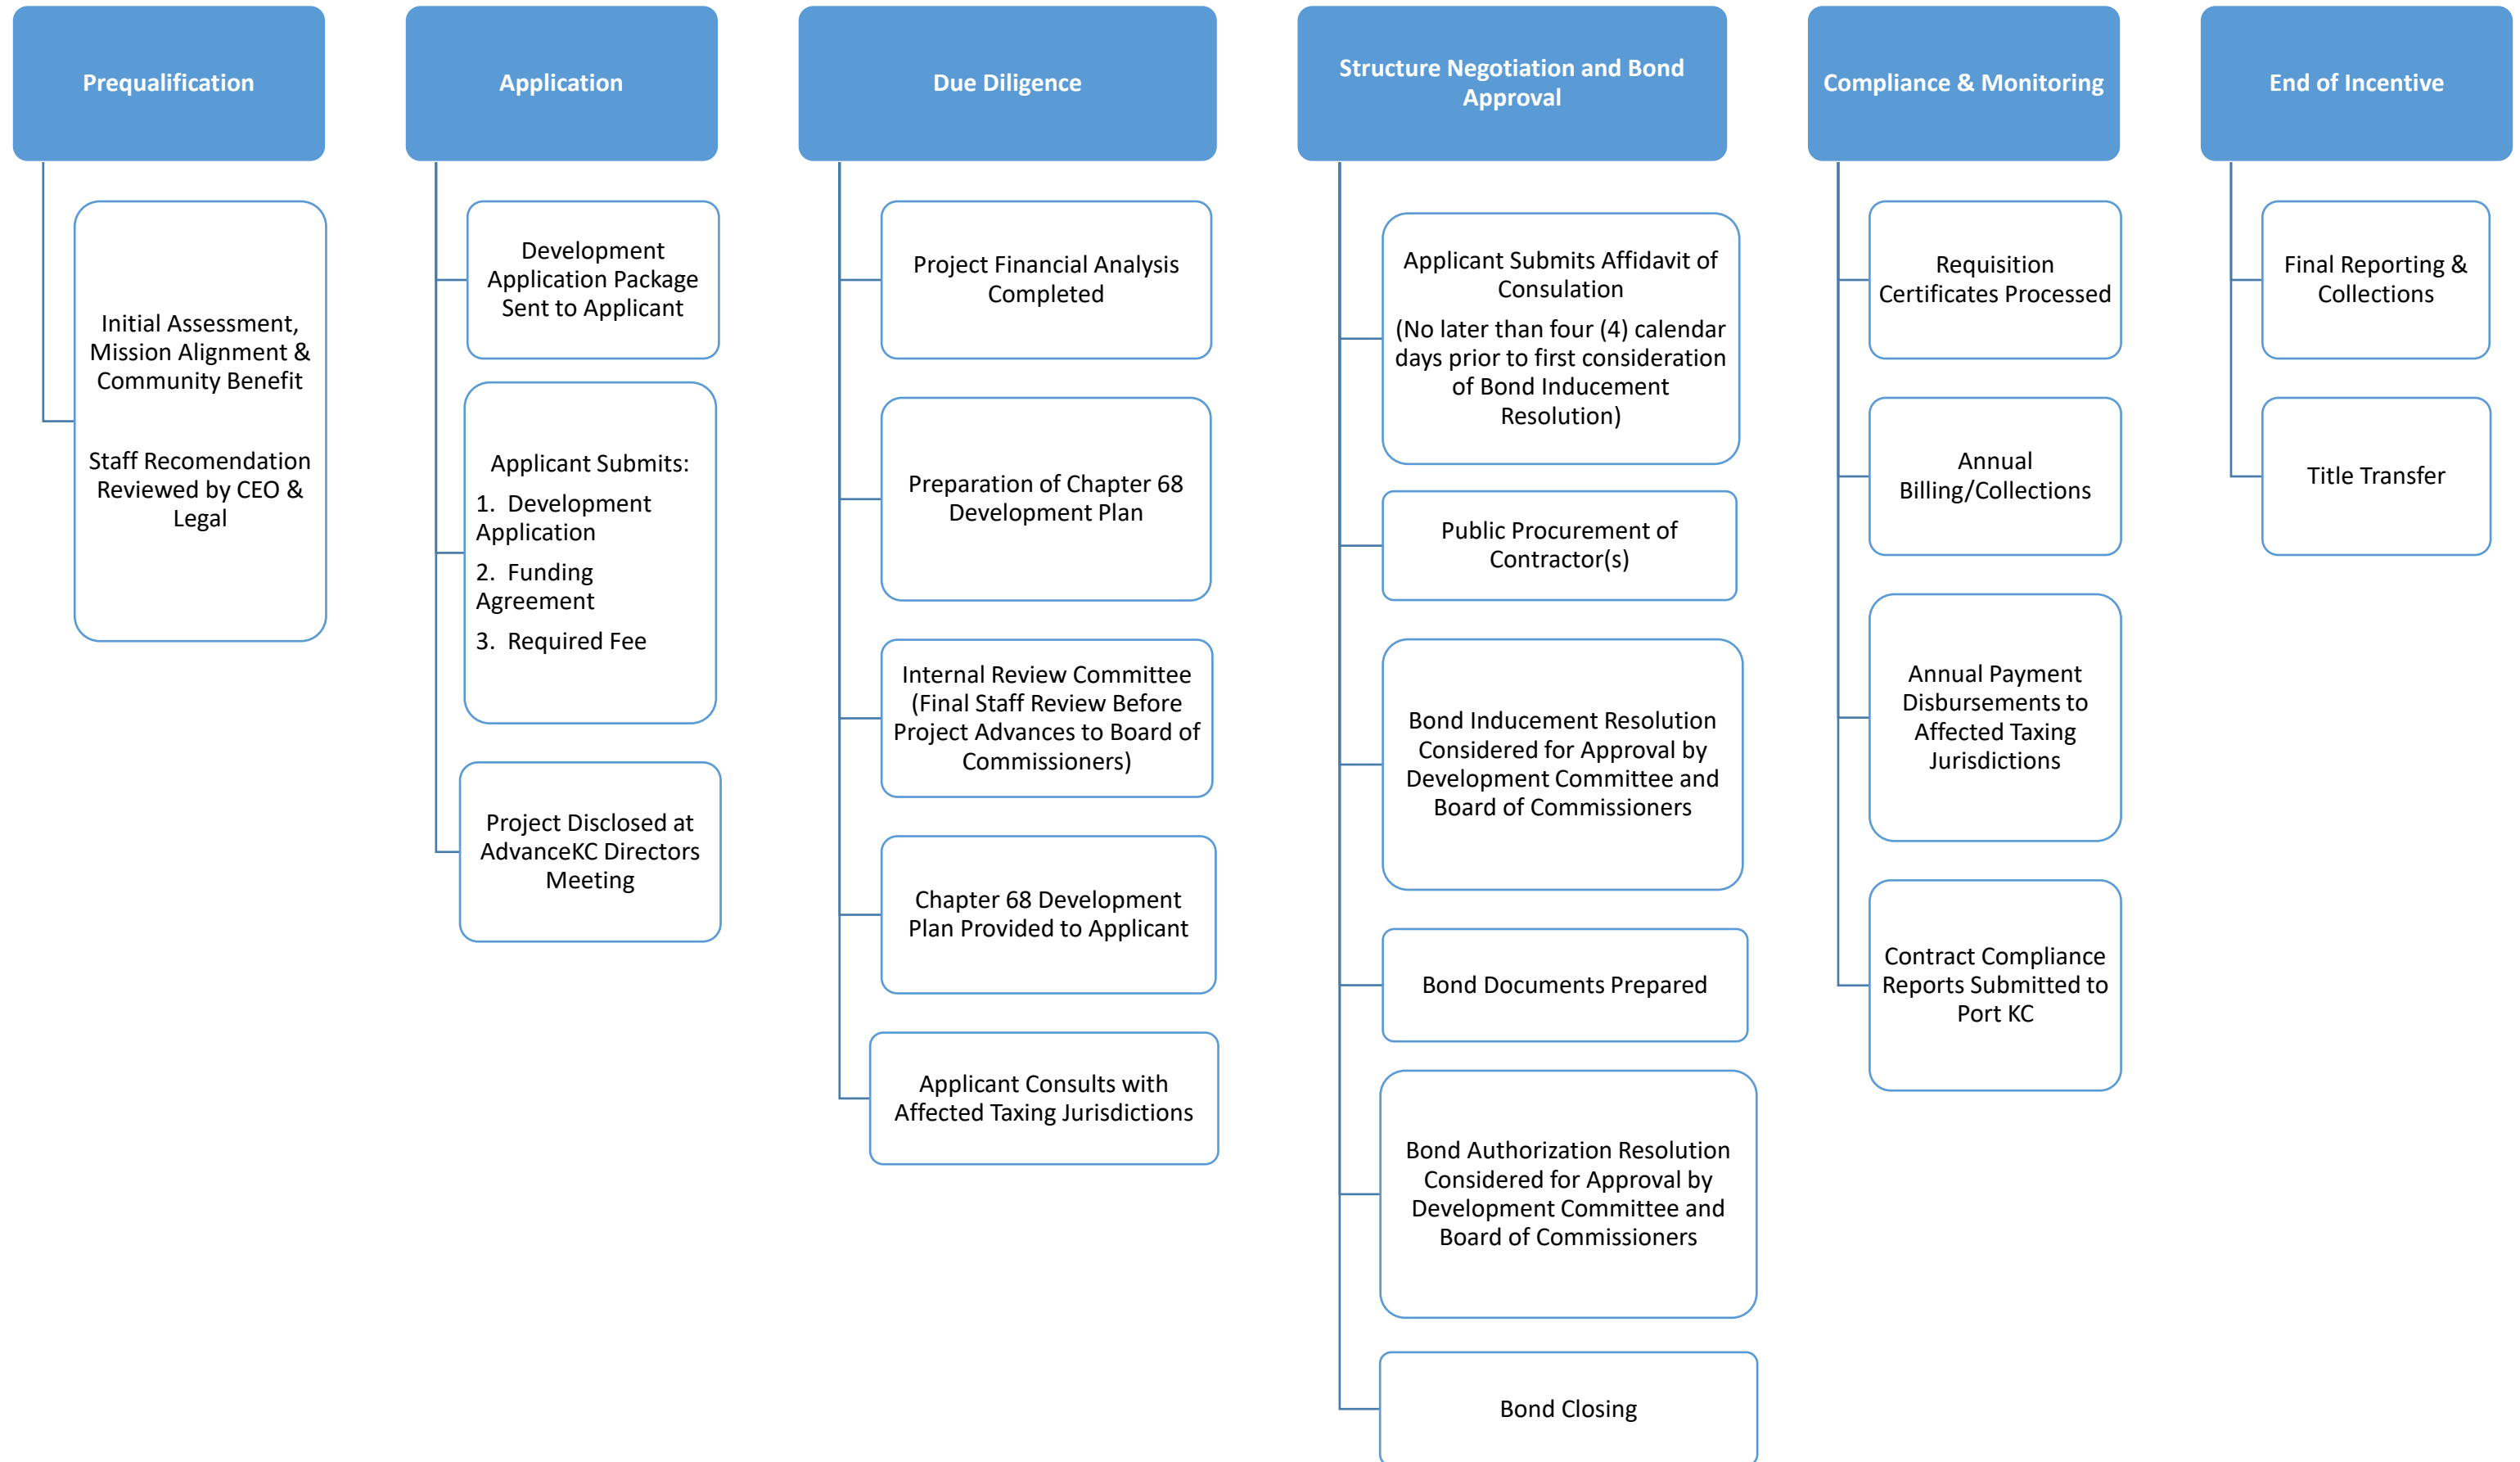 Prequalification
Initial Assessment,
Mission Alignment &
Community Benefit
Staff Recomendation
Reviewed by CEO &
Legal
Application
Development
Application Package
Sent to Applicant
Applicant Submits:
1. Development
Application
2. Funding
Agreement
3. Required Fee
Project Disclosed at
AdvanceKC Directors
Meeting
Due Diligence
Project Financial Analysis
Completed
Preparation of Chapter 68
Development Plan
Internal Review Committee
(Final Staff Review Before
Project Advances to Board of
Commissioners)
Chapter 68 Development
Plan Provided to Applicant
Applicant Consults with
Affected Taxing Jurisdictions
Structure Negotiation and Bond
Approval
Applicant Submits Affidavit of
Consulation
(No later than four (4) calendar
days prior to first consideration
of Bond Inducement
Resolution)
Public Procurement of
Contractor(s)
Bond Inducement Resolution
Considered for Approval by
Development Committee and
Board of Commissioners
Bond Documents Prepared
Bond Authorization Resolution
Considered for Approval by
Development Committee and
Board of Commissioners
Bond Closing
Compliance & Monitoring
Requisition
Certificates Processed
Annual
Billing/Collections
Annual Payment
Disbursements to
Affected Taxing
Jurisdictions
Contract Compliance
Reports Submitted to
Port KC
End of Incentive
Final Reporting &
Collections
Title Transfer